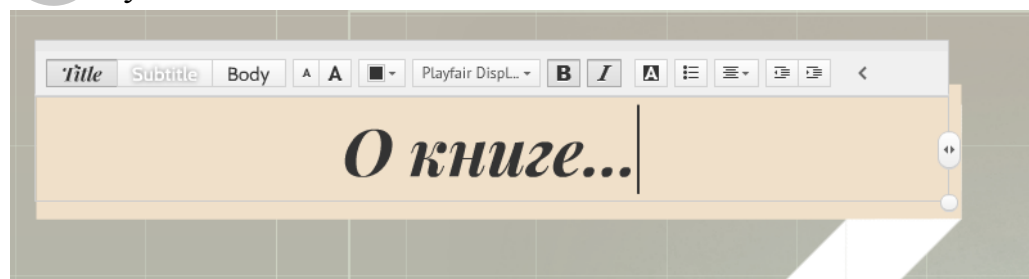 Title Subtitle Body A A Playfair Displ... B I A
О книге...